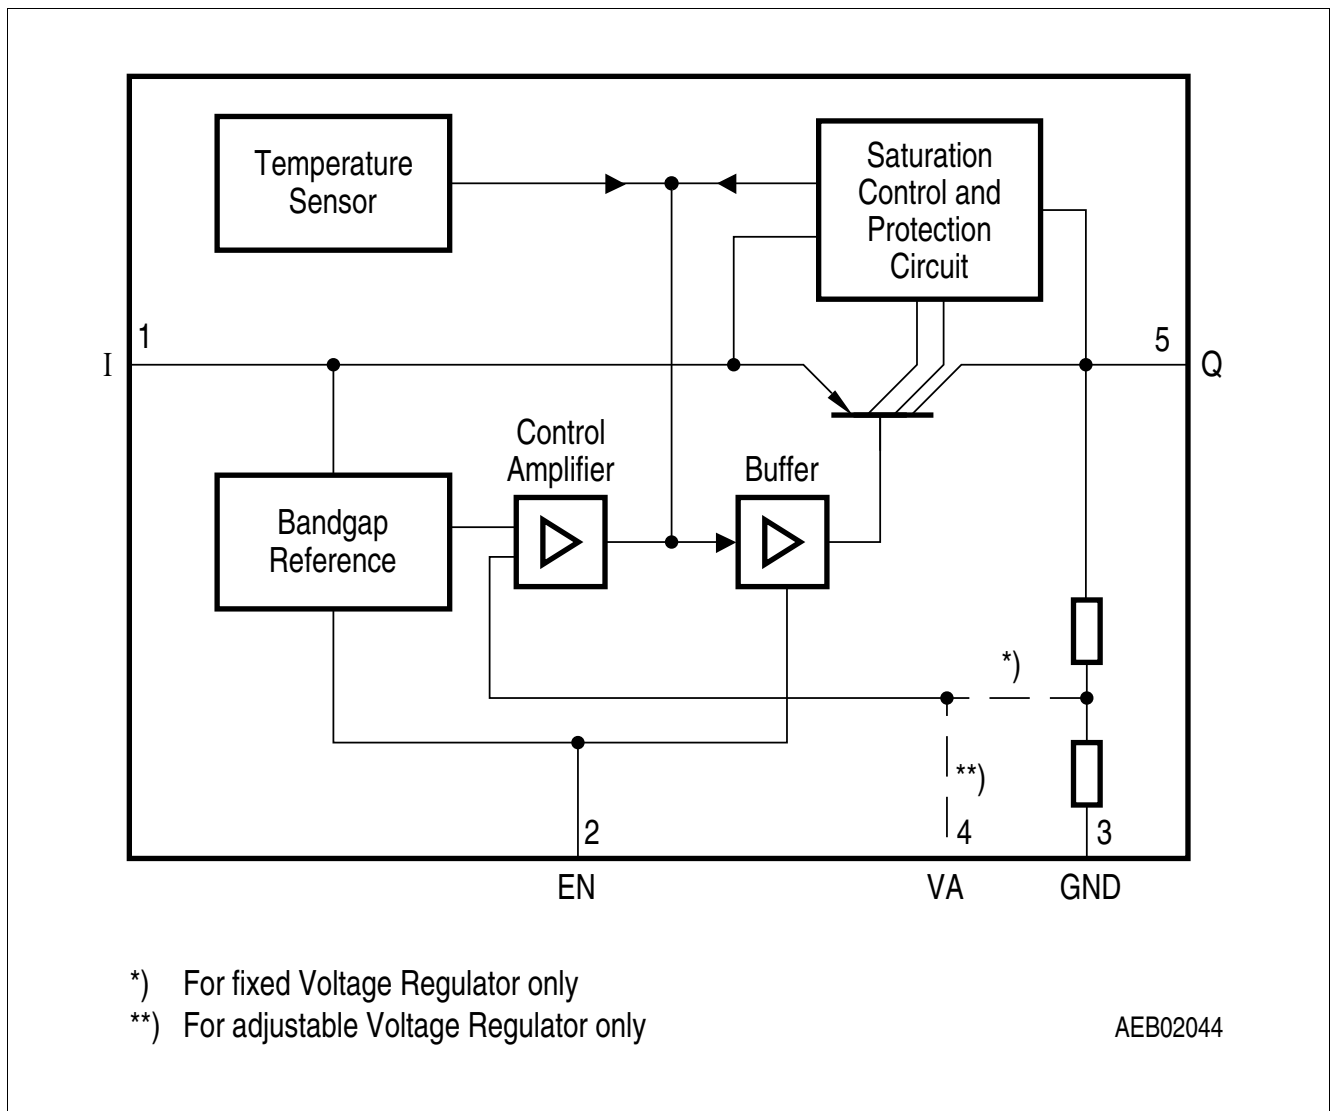 Temperature
Sensor
Saturation
Control and
Protection
Circuit
1
I
5
Q
Control
Amplifier
Buffer
Bandgap
Reference
*)
**)
2
4
3
EN
VA
GND
*) For fixed Voltage Regulator only
**) For adjustable Voltage Regulator only
AEB02044